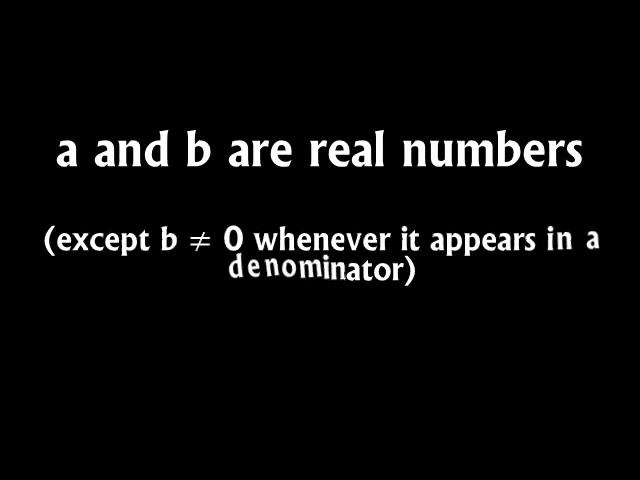 a and b are real numbers
(except b ≠ 0 whenever it appears in a
denominator)